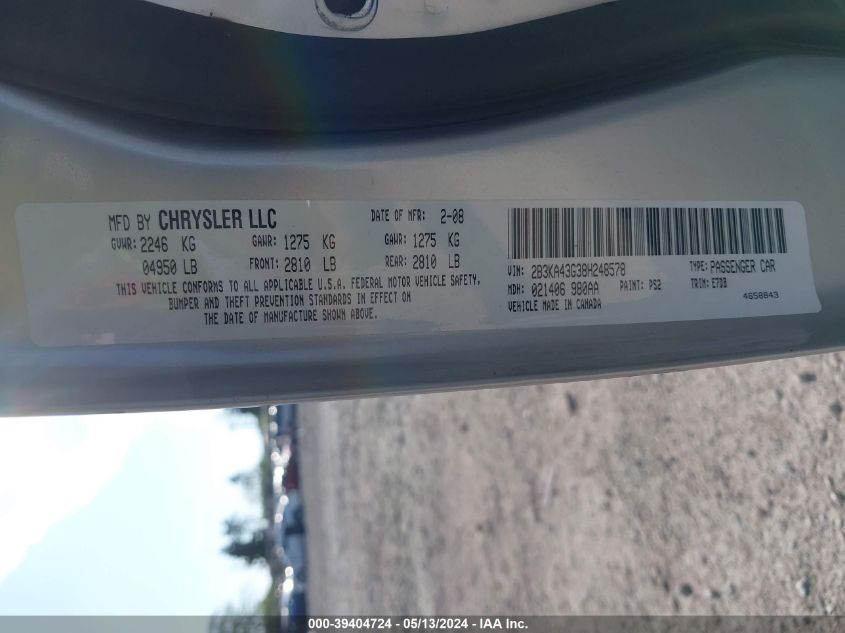 MFD BY CHRYSLER LLC DATE OF MFR: 2-08
GVWR: 2246 KG GAWR: 1275 KG GAWR: 1275 KG
04950 LB FRONT: 2810 LB REAR: 2810 LB
THIS VEHICLE CONFORMS TO ALL APPLICABLE U.S.A. FEDERAL MOTOR VEHICLE SAFETY,
BUMPER AND THEFT PREVENTION STANDARDS IN EFFECT ON
THE DATE OF MANUFACTURE SHOWN ABOVE.
VIN: 2B3KA43G38H248578 TYPE: PASSENGER CAR
MDH: 021406 980AA PAINT: PS2 TRIM: E7DB
VEHICLE MADE IN CANADA 4658843
000-39404724 - 05/13/2024 - IAA Inc.